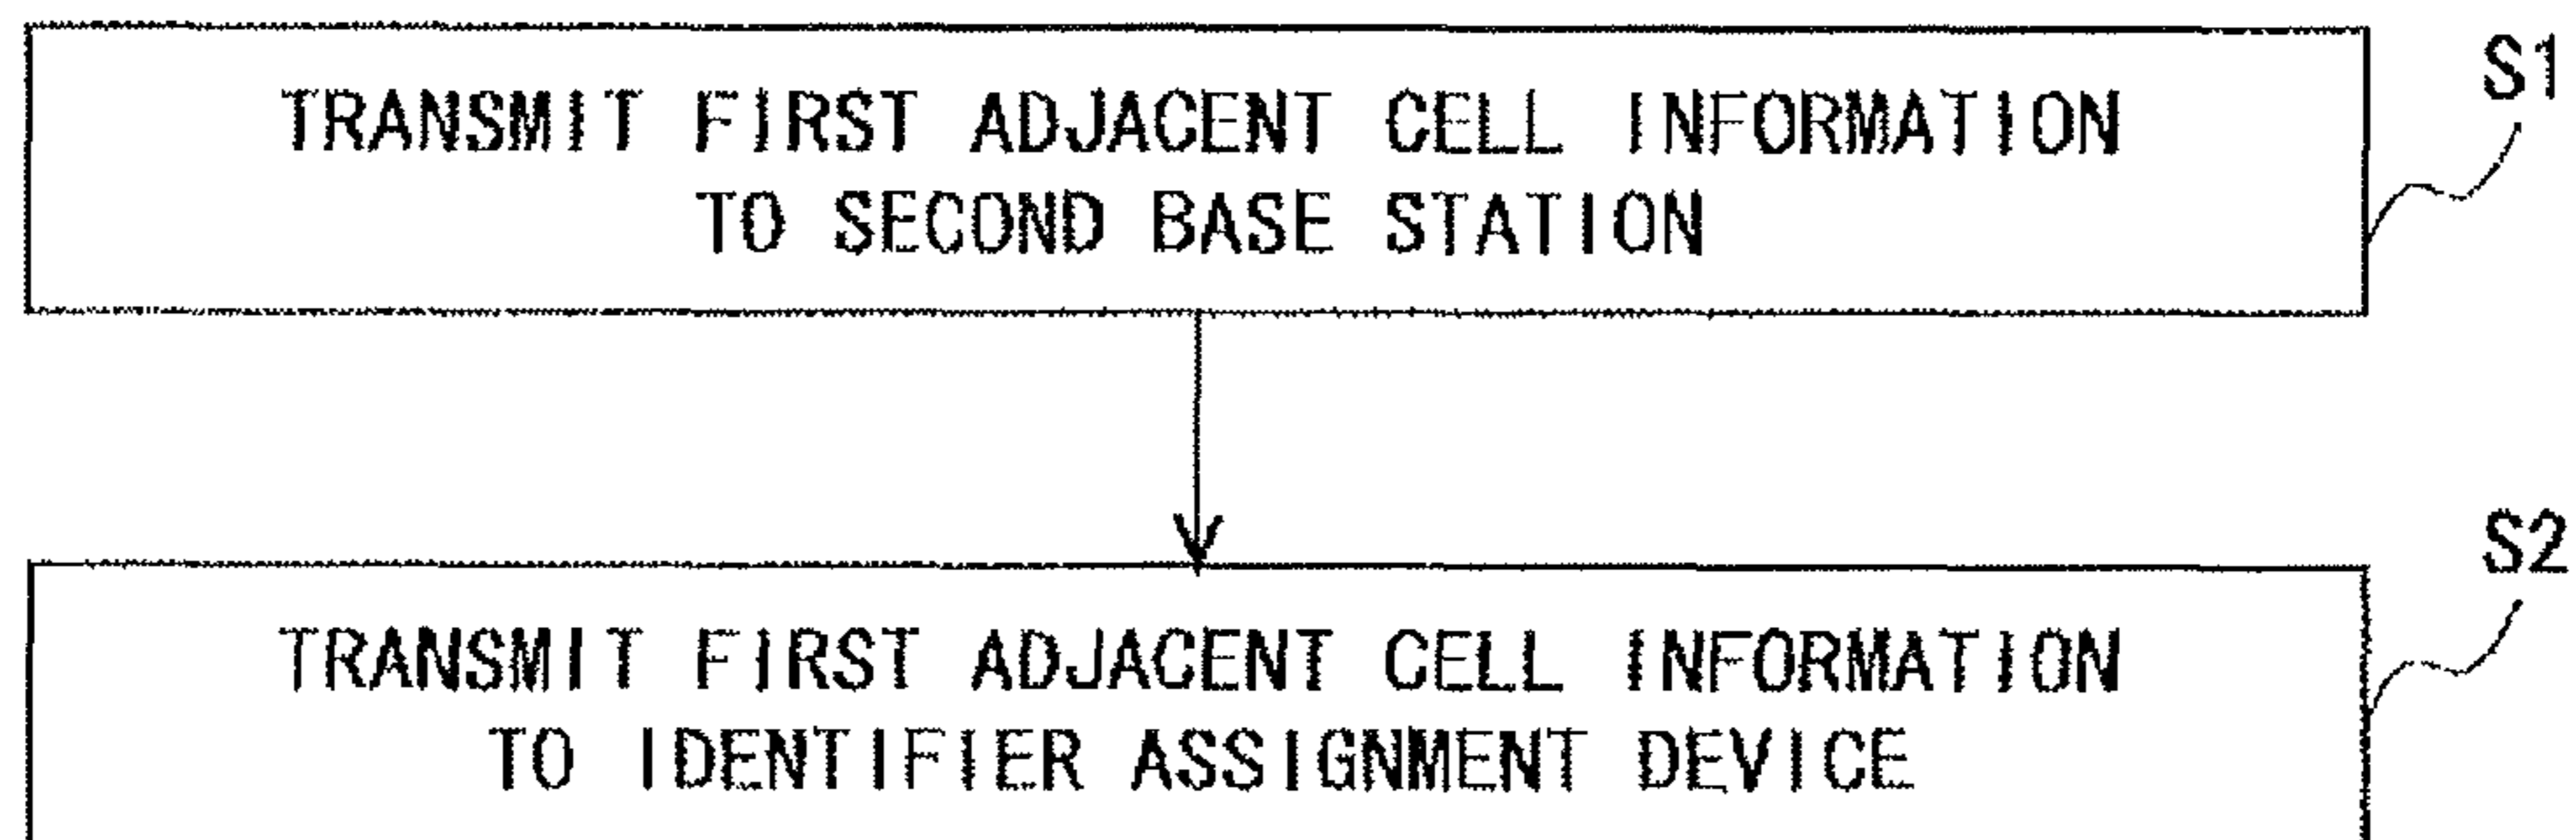 TRANSMIT FIRST ADJACENT CELL INFORMATION
TO SECOND BASE STATION
S1
TRANSMIT FIRST ADJACENT CELL INFORMATION
TO IDENTIFIER ASSIGNMENT DEVICE
S2